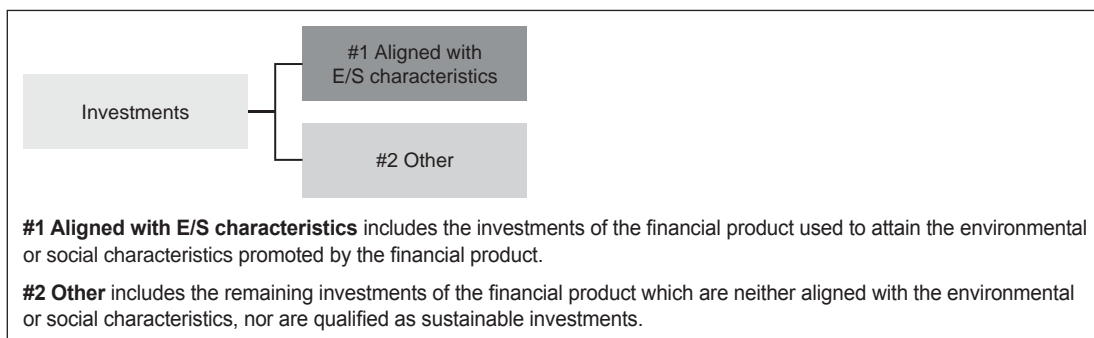 #1 Aligned with
E/S characteristics
Investments
#2 Other
#1 Aligned with E/S characteristics includes the investments of the financial product used to attain the environmental
or social characteristics promoted by the financial product.
#2 Other includes the remaining investments of the financial product which are neither aligned with the environmental
or social characteristics, nor are qualified as sustainable investments.